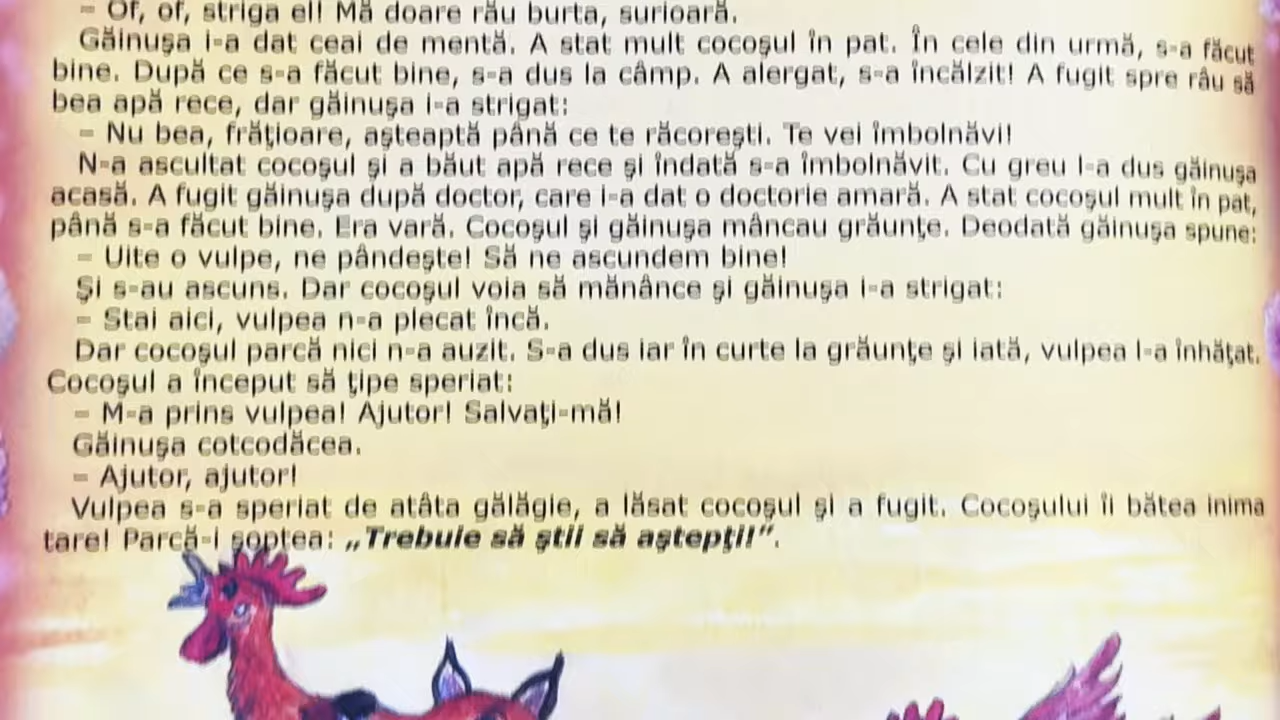 – Of, of, striga el! Mă doare rău burta, surioară.
Găinuşa i-a dat ceai de mentă. A stat mult cocoşul în pat. În cele din urmă, s-a făcut
bine. După ce s-a făcut bine, s-a dus la câmp. A alergat, s-a încălzit! A fugit spre râu să
bea apă rece, dar găinuşa i-a strigat:
– Nu bea, frăţioare, aşteaptă până ce te răcoreşti. Te vei îmbolnăvi!
N-a ascultat cocoşul şi a băut apă rece şi îndată s-a îmbolnăvit. Cu greu l-a dus găinuşa
acasă. A fugit găinuşa după doctor, care i-a dat o doctorie amară. A stat cocoşul mult în pat,
până s-a făcut bine. Era vară. Cocoşul şi găinuşa mâncau grăunţe. Deodată găinuşa spune:
– Uite o vulpe, ne pândeşte! Să ne ascundem bine!
Şi s-au ascuns. Dar cocoşul voia să mănânce şi găinuşa i-a strigat:
– Stai aici, vulpea n-a plecat încă.
Dar cocoşul parcă nici n-a auzit. S-a dus iar în curte la grăunţe şi iată, vulpea l-a înhăţat.
Cocoşul a început să ţipe speriat:
– M-a prins vulpea! Ajutor! Salvaţi-mă!
Găinuşa cotcodăcea.
– Ajutor, ajutor!
Vulpea s-a speriat de atâta gălăgie, a lăsat cocoşul şi a fugit. Cocoşului îi bătea inima
tare! Parcă-i şoptea: „Trebuie să ştii să aştepţi!”.